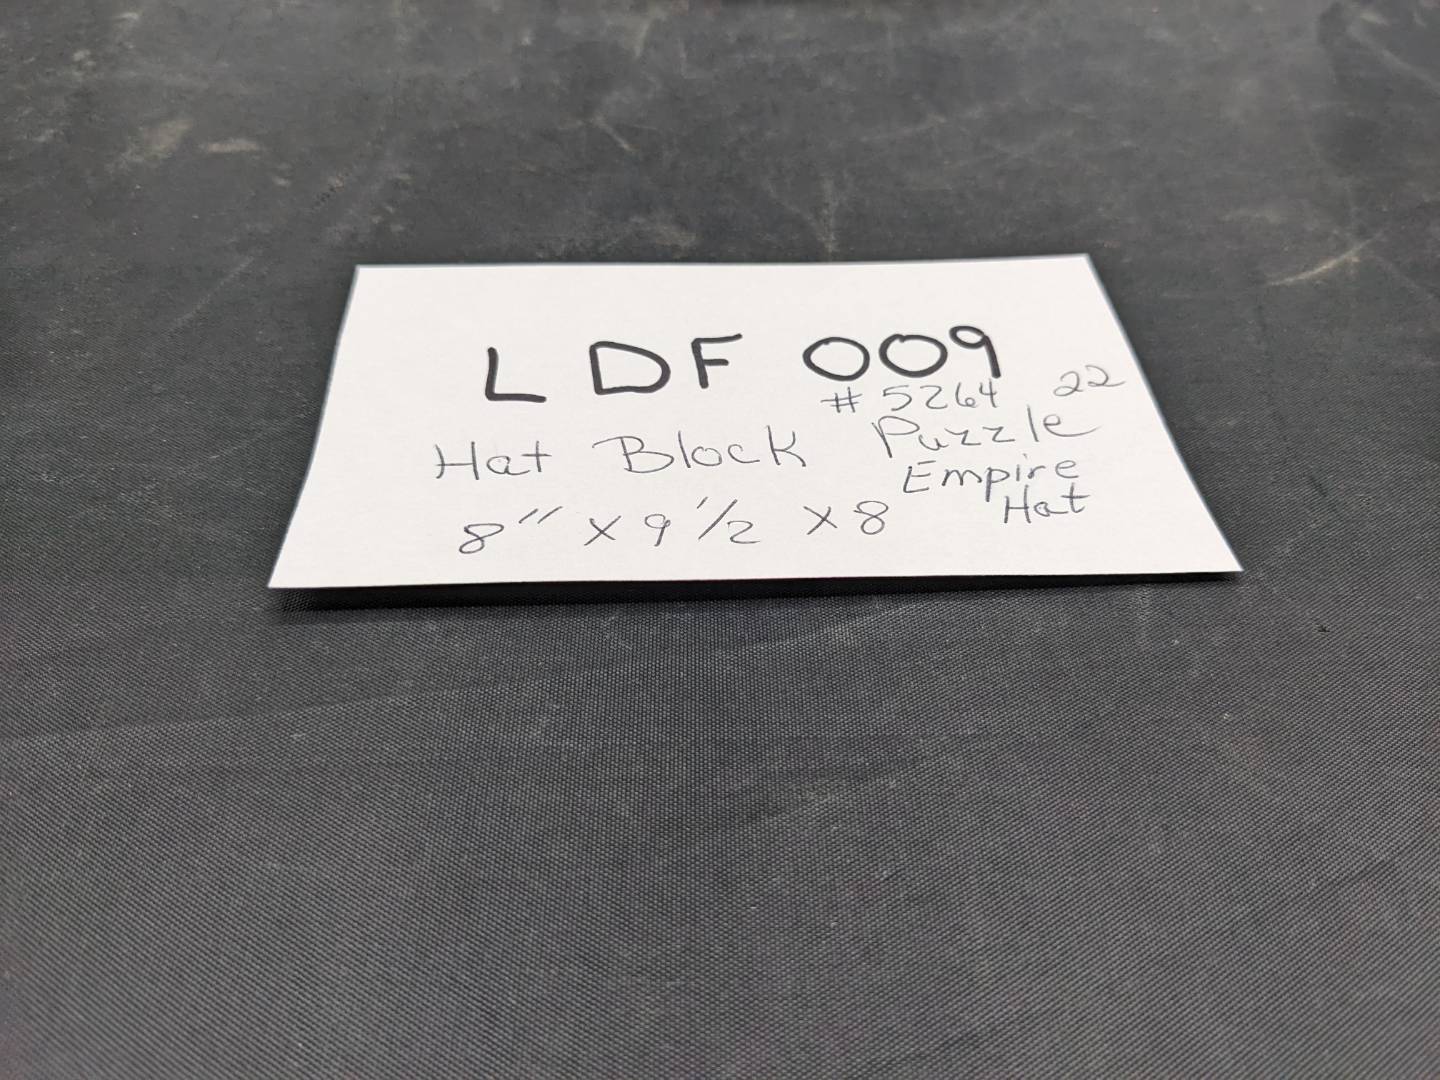 LDF 009
#5264 22
Hat Block Puzzle
Empire
8" x 9 1/2 x 8 Hat